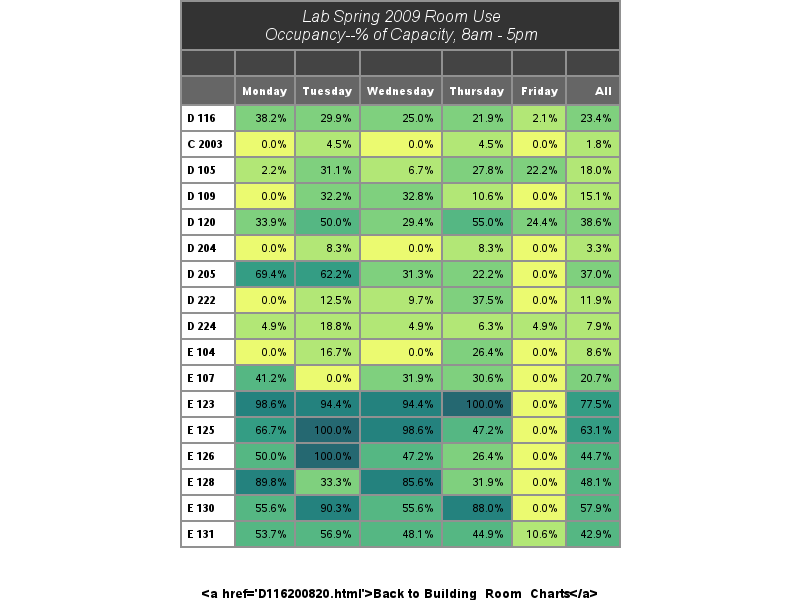 Lab Spring 2009 Room Use
Occupancy--% of Capacity, 8am - 5pm
Monday Tuesday Wednesday Thursday Friday All
D 116 38.2% 29.9% 25.0% 21.9% 2.1% 23.4%
C 2003 0.0% 4.5% 0.0% 4.5% 0.0% 1.8%
D 105 2.2% 31.1% 6.7% 27.8% 22.2% 18.0%
D 109 0.0% 32.2% 32.8% 10.6% 0.0% 15.1%
D 120 33.9% 50.0% 29.4% 55.0% 24.4% 38.6%
D 204 0.0% 8.3% 0.0% 8.3% 0.0% 3.3%
D 205 69.4% 62.2% 31.3% 22.2% 0.0% 37.0%
D 222 0.0% 12.5% 9.7% 37.5% 0.0% 11.9%
D 224 4.9% 18.8% 4.9% 6.3% 4.9% 7.9%
E 104 0.0% 16.7% 0.0% 26.4% 0.0% 8.6%
E 107 41.2% 0.0% 31.9% 30.6% 0.0% 20.7%
E 123 98.6% 94.4% 94.4% 100.0% 0.0% 77.5%
E 125 66.7% 100.0% 98.6% 47.2% 0.0% 63.1%
E 126 50.0% 100.0% 47.2% 26.4% 0.0% 44.7%
E 128 89.8% 33.3% 85.6% 31.9% 0.0% 48.1%
E 130 55.6% 90.3% 55.6% 88.0% 0.0% 57.9%
E 131 53.7% 56.9% 48.1% 44.9% 10.6% 42.9%
<a href='D116200820.html'>Back to Building_Room_Charts</a>